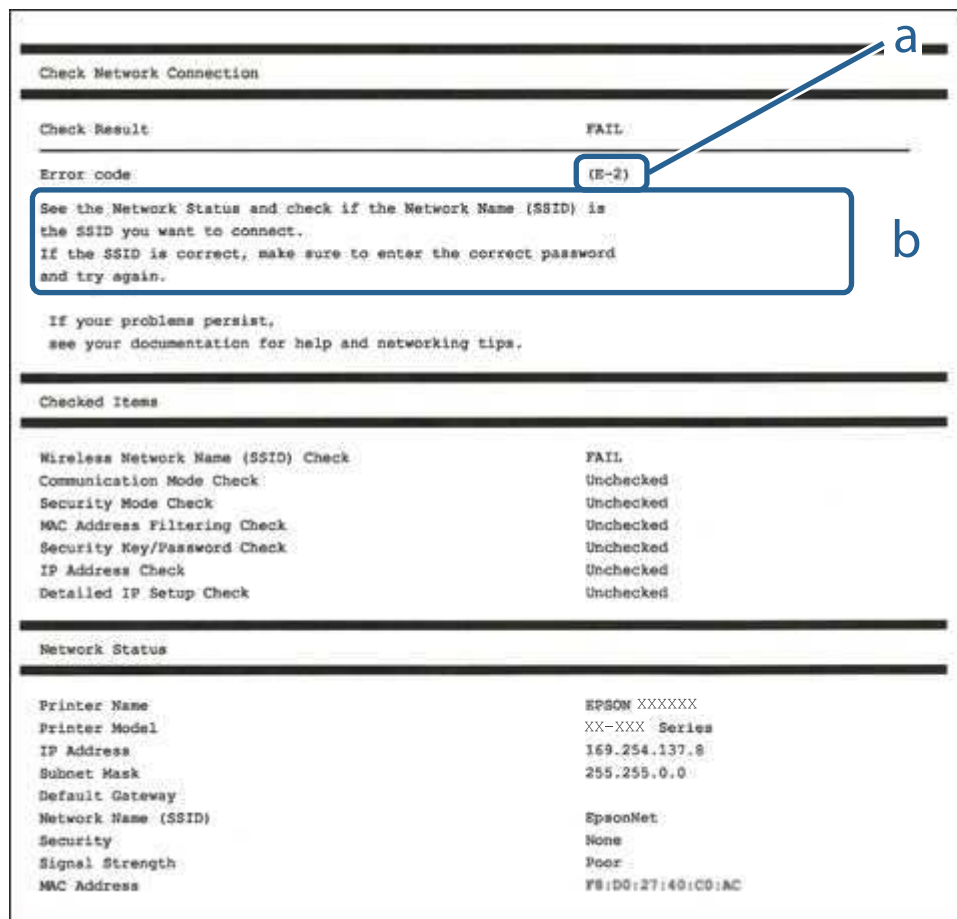 a
Check Network Connection
Check Result FAIL
Error code (E-2)
See the Network Status and check if the Network Name (SSID) is
the SSID you want to connect.
If the SSID is correct, make sure to enter the correct password
and try again.
b
If your problems persist,
see your documentation for help and networking tips.
Checked Items
Wireless Network Name (SSID) Check FAIL
Communication Mode Check Unchecked
Security Mode Check Unchecked
MAC Address Filtering Check Unchecked
Security Key/Password Check Unchecked
IP Address Check Unchecked
Detailed IP Setup Check Unchecked
Network Status
Printer Name EPSON XXXXXX
Printer Model XX-XXX Series
IP Address 169.254.137.8
Subnet Mask 255.255.0.0
Default Gateway
Network Name (SSID) EpsonNet
Security None
Signal Strength Poor
MAC Address F8:D0:27:40:C0:AC